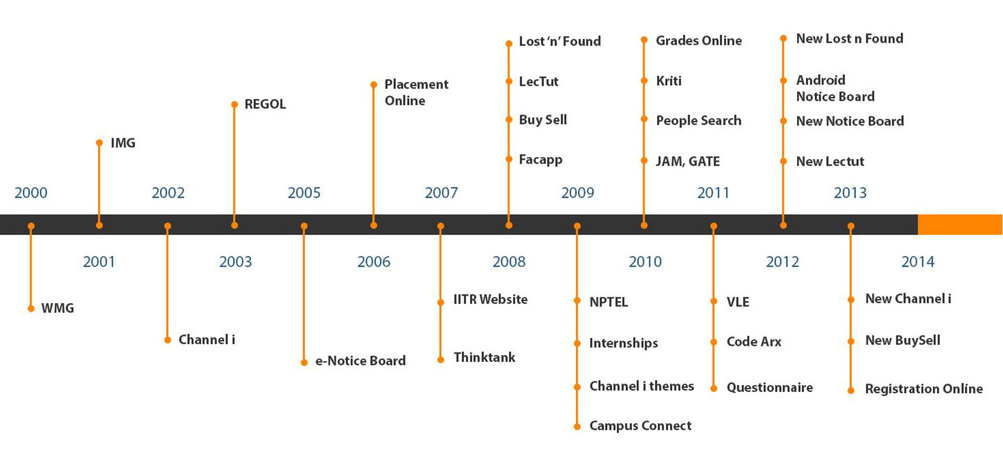 Lost ‘n’ Found
LecTut
Buy Sell
Facapp
Grades Online
Kriti
People Search
JAM, GATE
New Lost n Found
Android
Notice Board
New Notice Board
New Lectut
Placement
Online
REGOL
IMG
2000
2002
2005
2007
2009
2011
2013
2001
2003
2006
2008
2010
2012
2014
WMG
Channel i
e-Notice Board
IITR Website
Thinktank
NPTEL
Internships
Channel i themes
Campus Connect
VLE
Code Arx
Questionnaire
New Channel i
New BuySell
Registration Online